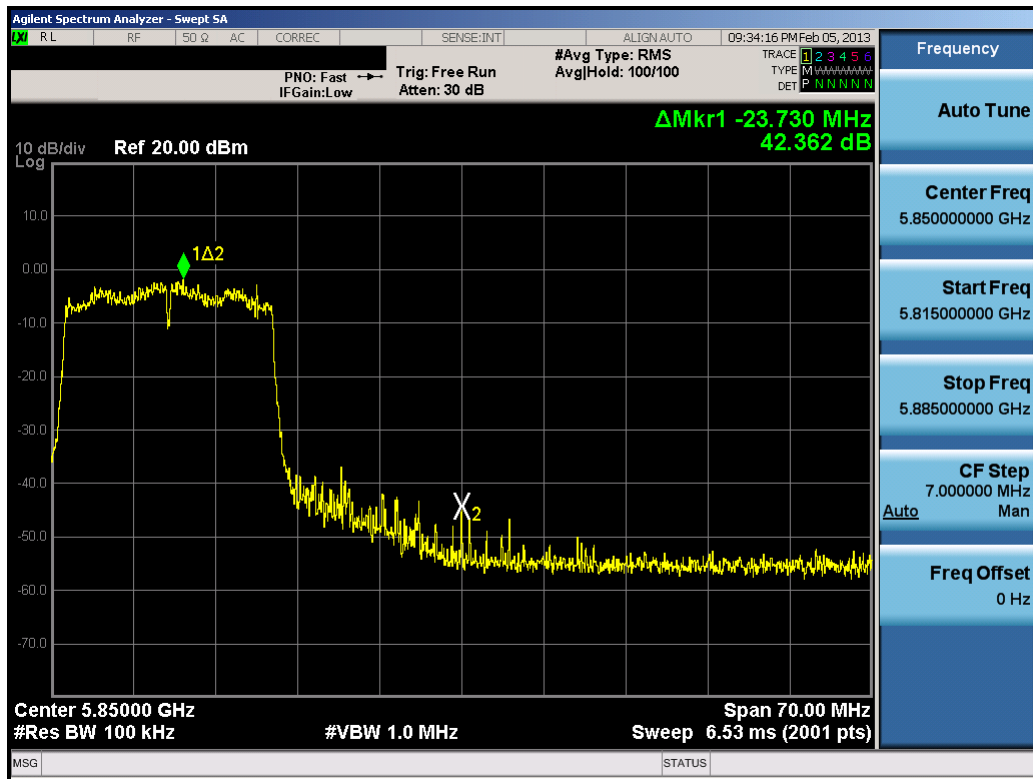 Agilent Spectrum Analyzer - Swept SA
LXI RL RF 50 Ω AC CORREC SENSE:INT ALIGNAUTO 09:34:16 PMFeb 05, 2013
PNO: Fast Trig: Free Run #Avg Type: RMS TRACE 1 2 3 4 5 6
IFGain:Low Atten: 30 dB Avg|Hold: 100/100 TYPE MWWWWW
DET P N N N N N
ΔMkr1 -23.730 MHz
42.362 dB
10 dB/div Ref 20.00 dBm
Log
10.0
0.00
-10.0
-20.0
-30.0
-40.0
-50.0
-60.0
-70.0
1Δ2
X2
Center 5.85000 GHz Span 70.00 MHz
#Res BW 100 kHz #VBW 1.0 MHz Sweep 6.53 ms (2001 pts)
MSG STATUS
Frequency
Auto Tune
Center Freq
5.850000000 GHz
Start Freq
5.815000000 GHz
Stop Freq
5.885000000 GHz
CF Step
7.000000 MHz
Auto Man
Freq Offset
0 Hz